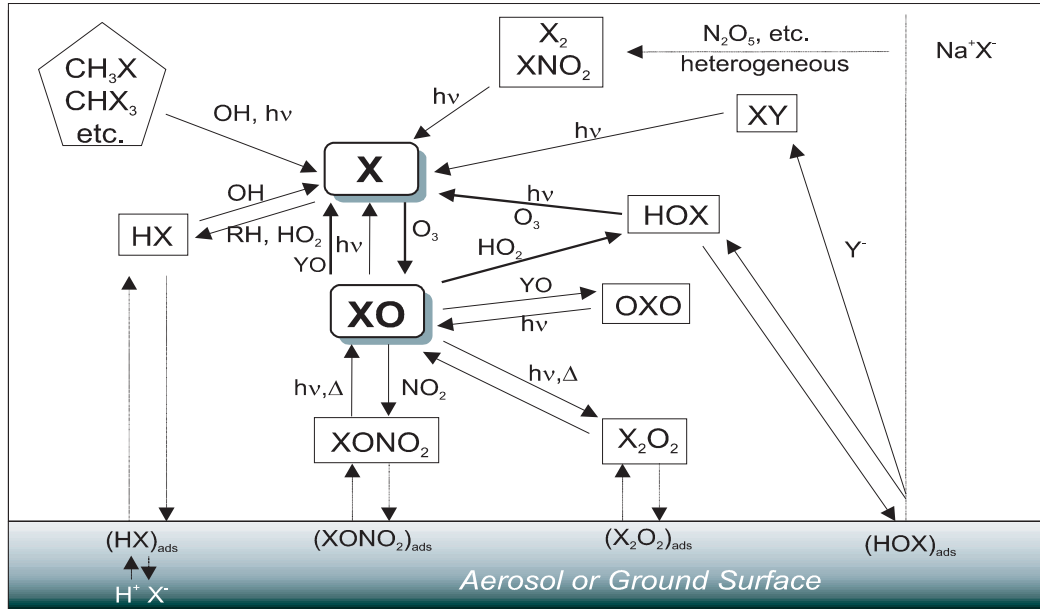 CH₃X
CHX₃
etc.
X₂
XNO₂
N₂O₅, etc.
heterogeneous
Na⁺X⁻
OH, hν
hν
hν
XY
X
OH
HX
RH, HO₂
YO
hν
O₃
hν
O₃
HOX
HO₂
Y⁻
XO
YO
hν
OXO
hν,Δ
NO₂
hν,Δ
XONO₂
X₂O₂
(HX)ads
(XONO₂)ads
(X₂O₂)ads
(HOX)ads
H⁺ X⁻
Aerosol or Ground Surface